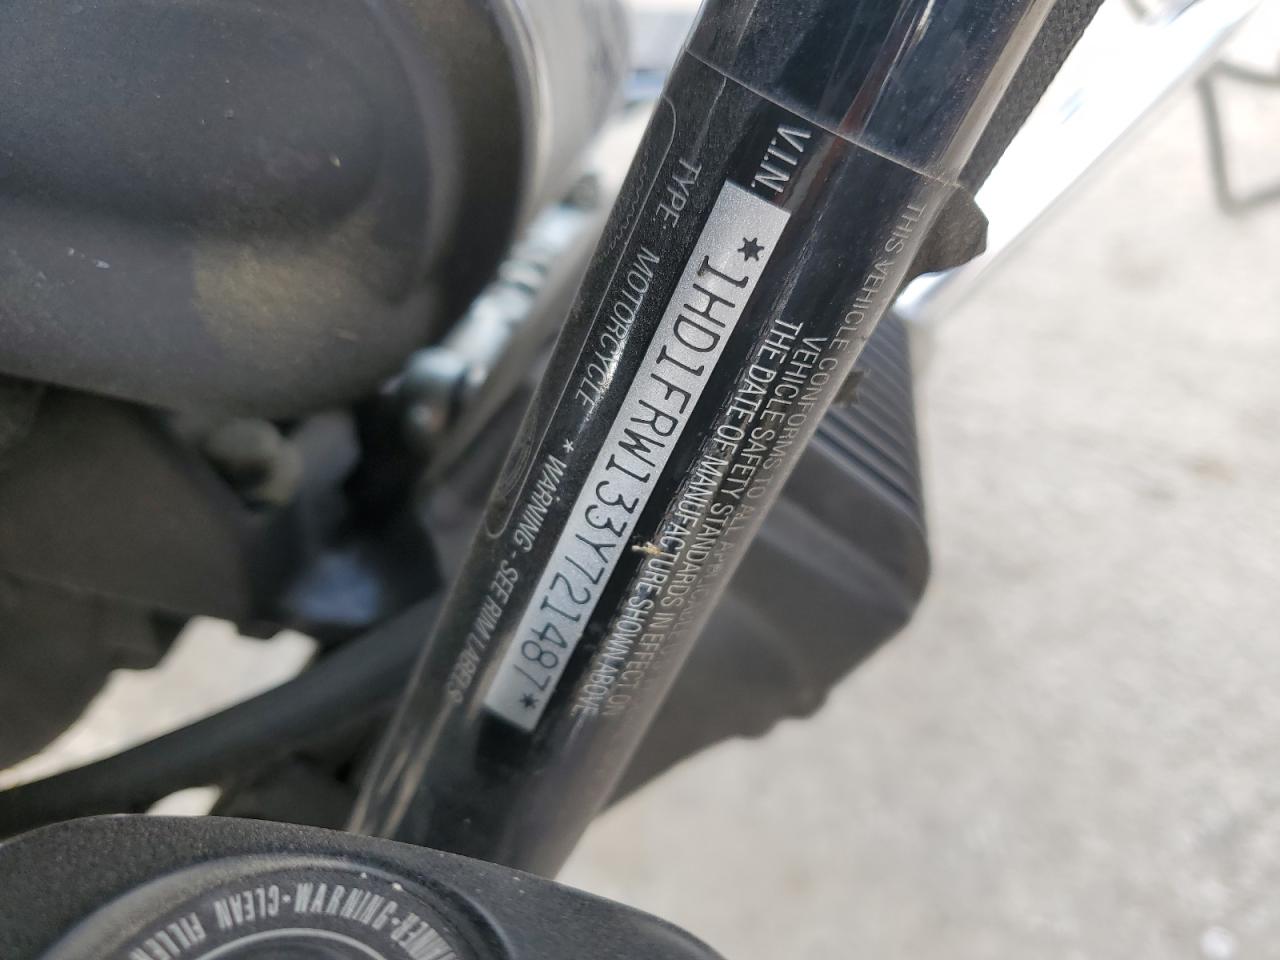 V.I.N.
*1HD1FRW133Y721487*
TYPE: MOTORCYCLE
* WARNING - SEE RIM LABELS
THIS VEHICLE CONFORMS TO ALL APPLICABLE
VEHICLE SAFETY STANDARDS IN EFFECT ON
THE DATE OF MANUFACTURE SHOWN ABOVE.
WARNING-CLEAN FILLER